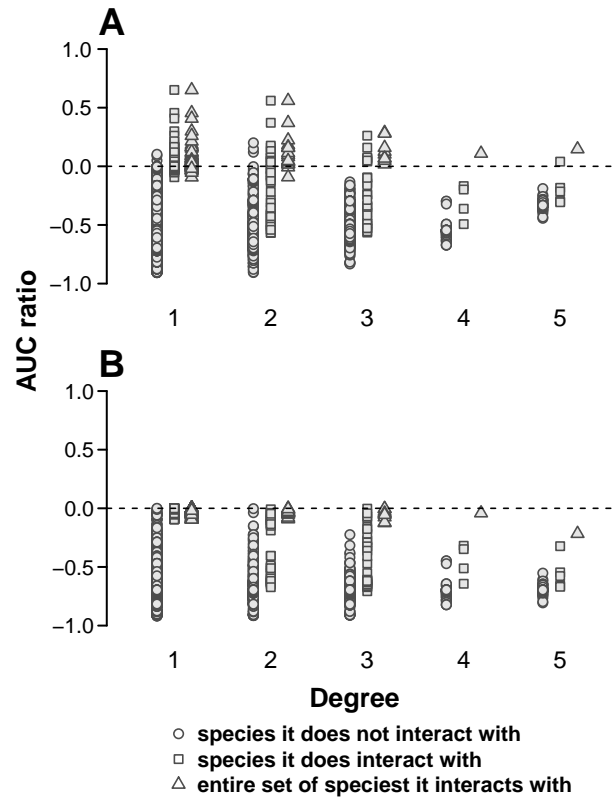 A
1.0
0.5
0.0
−0.5
−1.0
1 2 3 4 5
AUC ratio
B
1.0
0.5
0.0
−0.5
−1.0
1 2 3 4 5
Degree
species it does not interact with
species it does interact with
entire set of speciest it interacts with